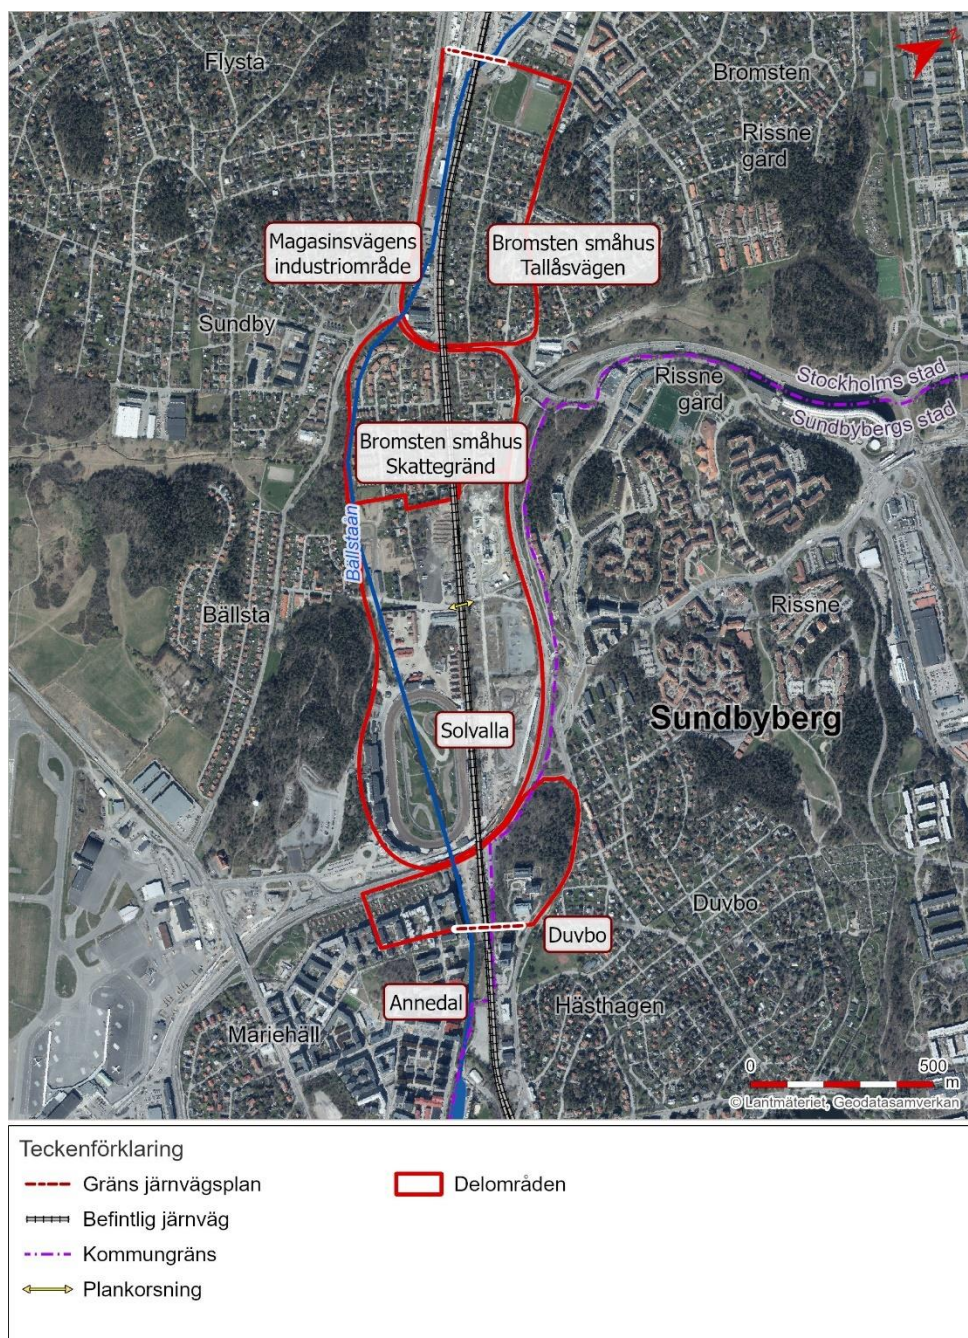 Flysta
Bromsten
Rissne
gård
Magasinsvägens
industriområde
Bromsten småhus
Tallåsvägen
Sundby
Stockholms stad
Sundbybergs stad
Rissne
gård
Bromsten småhus
Skattegränd
Bällstaån
Bällsta
Rissne
Solvalla
Sundbyberg
Duvbo
Duvbo
Annedal
Hästhagen
Mariehäll
0 500
m
© Lantmäteriet, Geodatasamverkan
Teckenförklaring
Gräns järnvägsplan
Delområden
Befintlig järnväg
Kommungräns
Plankorsning